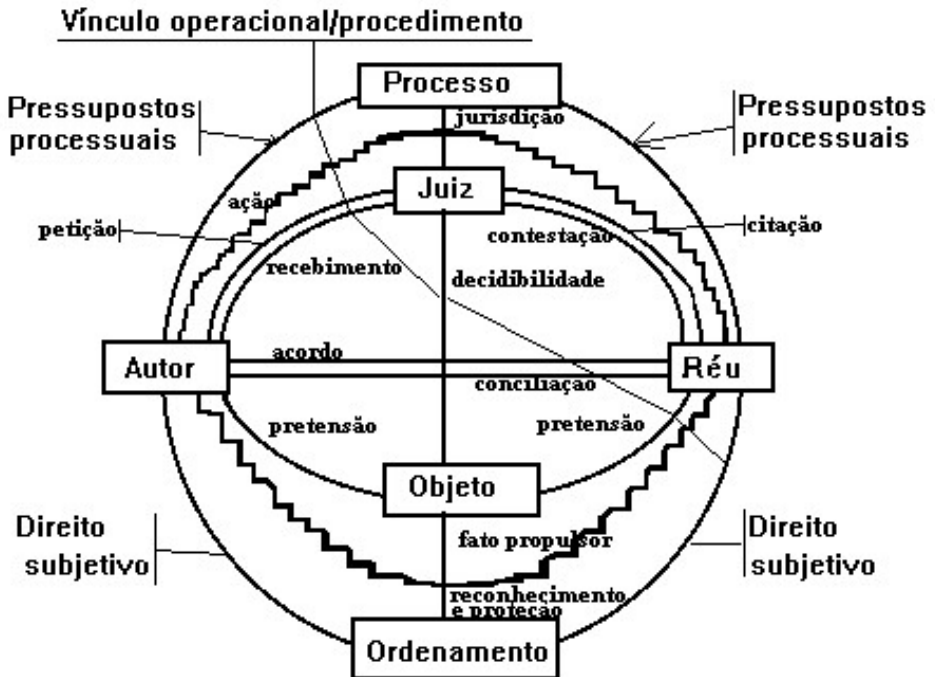 Vínculo operacional/procedimento
Processo
Pressupostos
processuais
Pressupostos
processuais
jurisdição
Juiz
ação
petição
contestação
citação
recebimento
decidibilidade
Autor
acordo
Réu
conciliação
pretensão
pretensão
Objeto
Direito
subjetivo
fato propulsor
Direito
subjetivo
reconhecimento
e proteção
Ordenamento